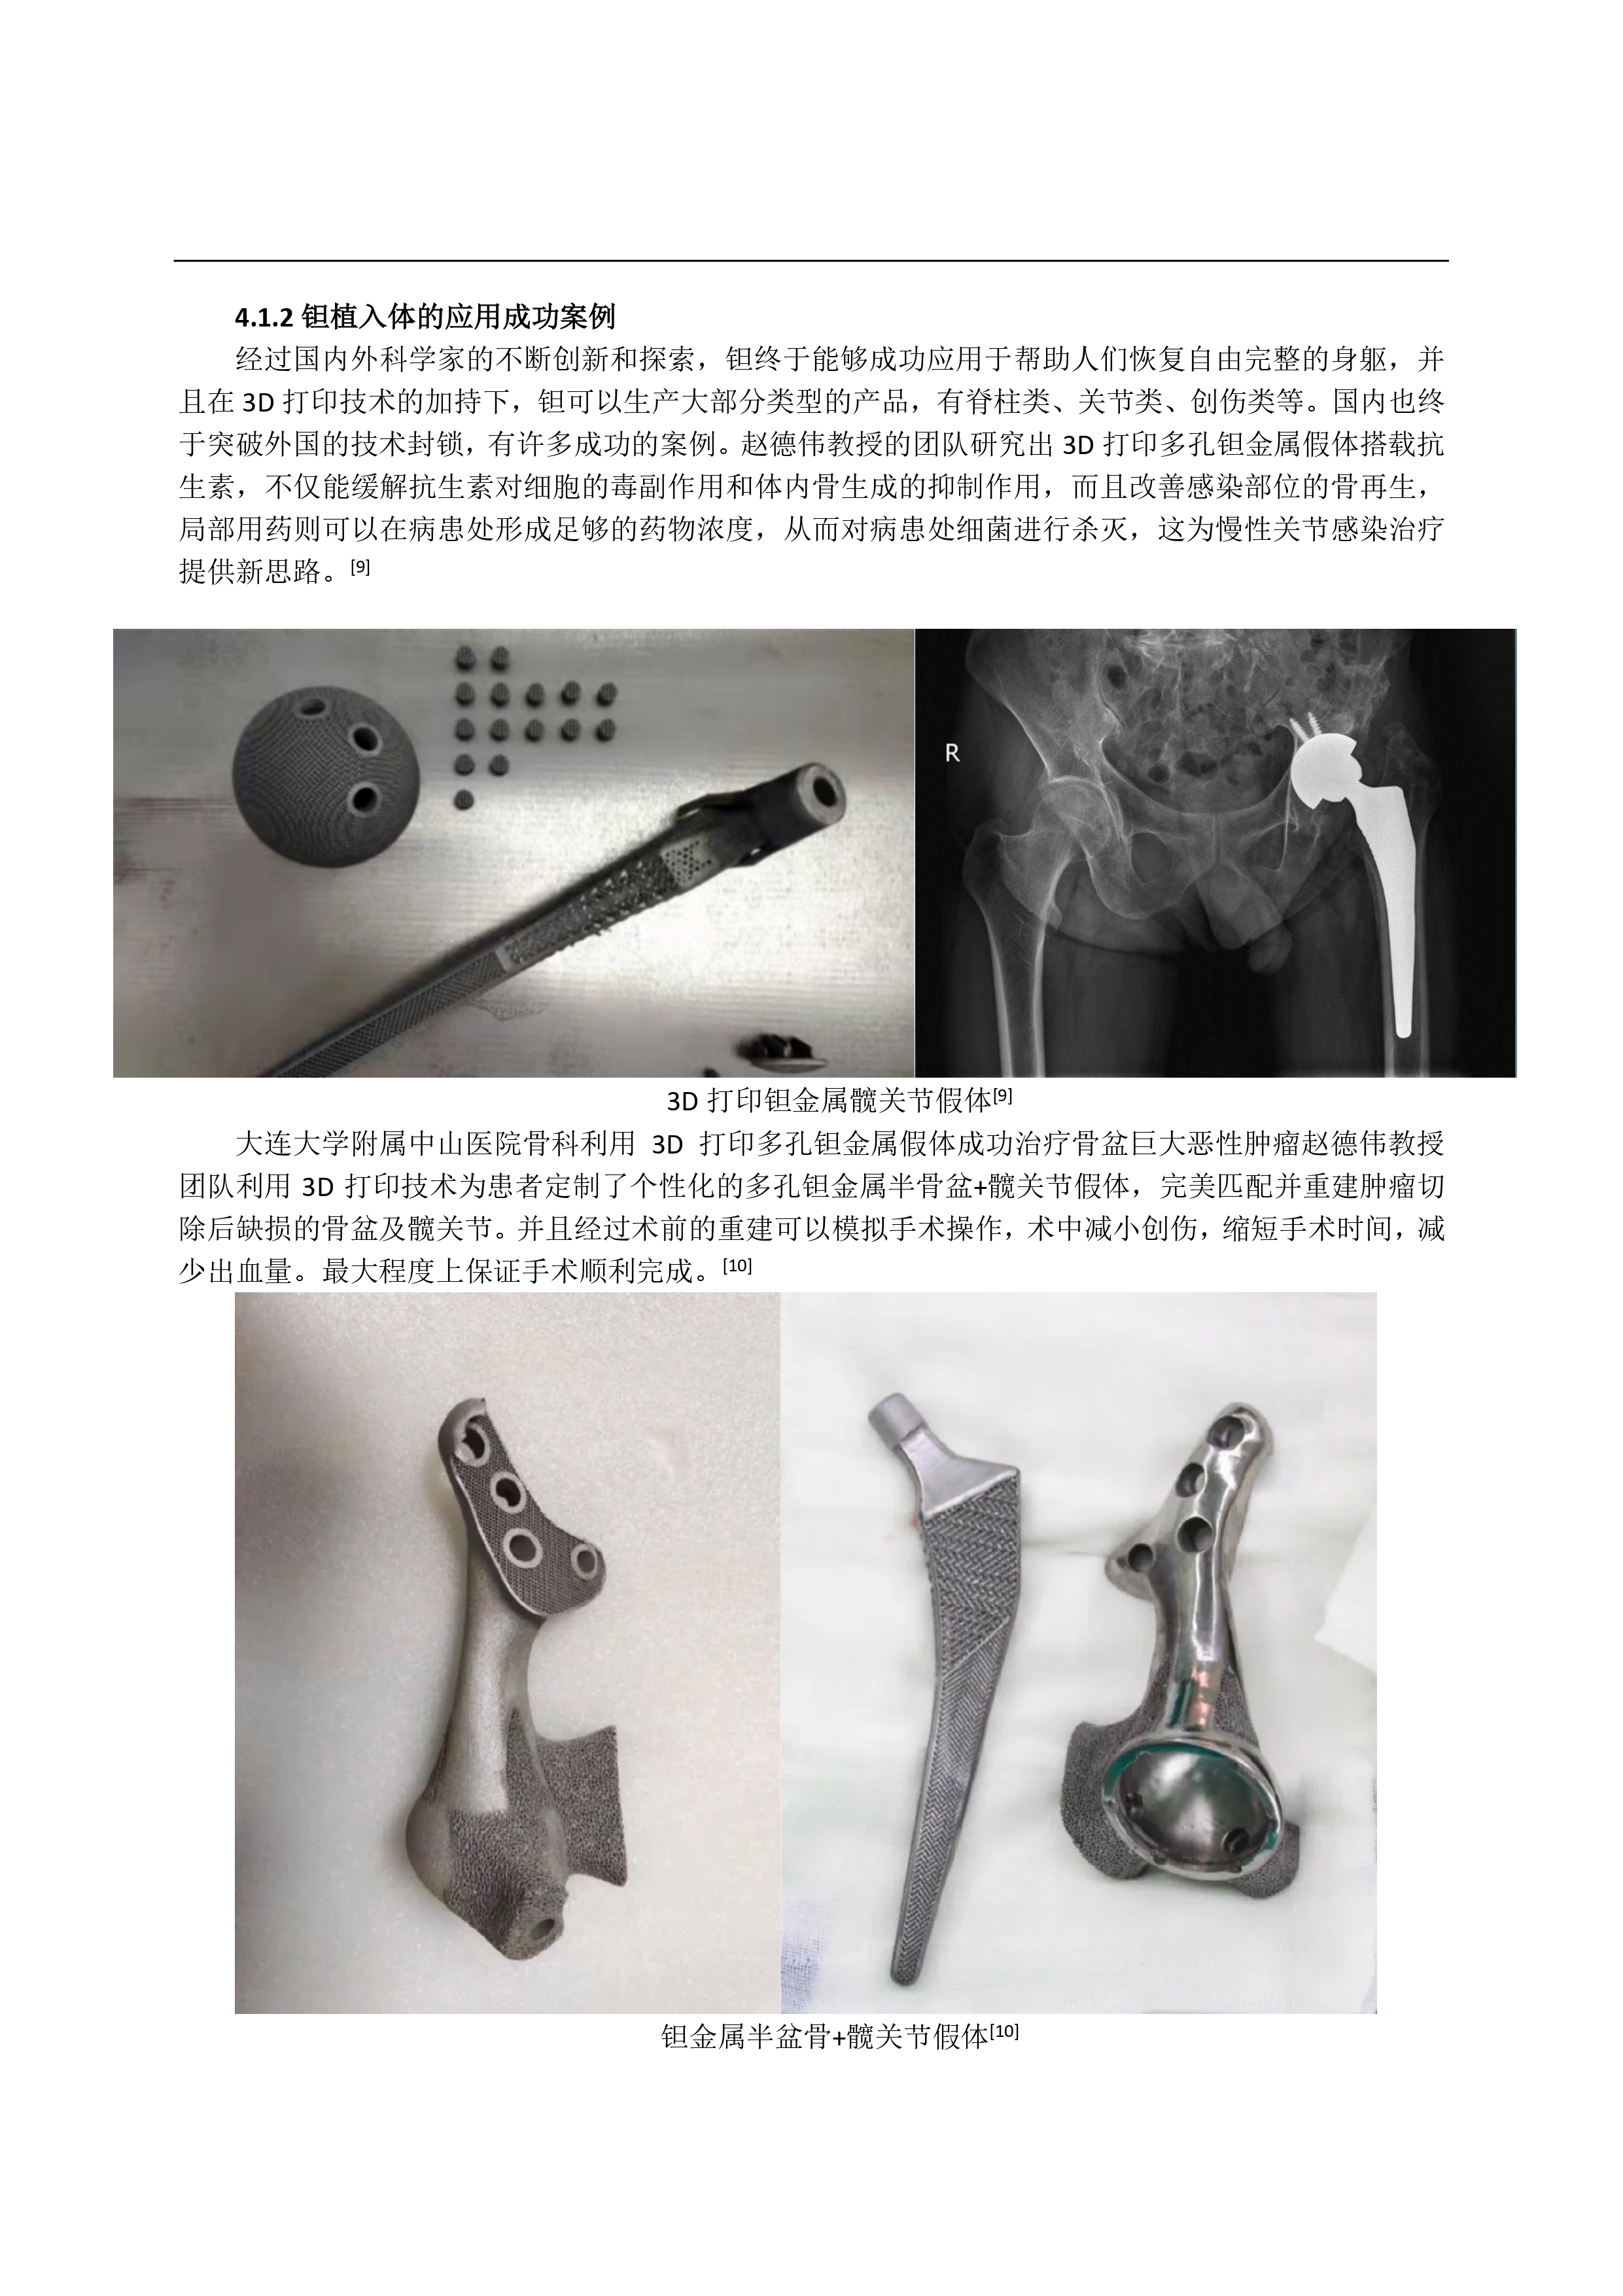 4.1.2 钽植入体的应用成功案例
经过国内外科学家的不断创新和探索，钽终于能够成功应用于帮助人们恢复自由完整的身躯，并
且在 3D 打印技术的加持下，钽可以生产大部分类型的产品，有脊柱类、关节类、创伤类等。国内也终
于突破外国的技术封锁，有许多成功的案例。赵德伟教授的团队研究出 3D 打印多孔钽金属假体搭载抗
生素，不仅能缓解抗生素对细胞的毒副作用和体内骨生成的抑制作用，而且改善感染部位的骨再生，
局部用药则可以在病患处形成足够的药物浓度，从而对病患处细菌进行杀灭，这为慢性关节感染治疗
提供新思路。[9]
R
3D 打印钽金属髋关节假体[9]
大连大学附属中山医院骨科利用 3D 打印多孔钽金属假体成功治疗骨盆巨大恶性肿瘤赵德伟教授
团队利用 3D 打印技术为患者定制了个性化的多孔钽金属半骨盆+髋关节假体，完美匹配并重建肿瘤切
除后缺损的骨盆及髋关节。并且经过术前的重建可以模拟手术操作，术中减小创伤，缩短手术时间，减
少出血量。最大程度上保证手术顺利完成。[10]
钽金属半盆骨+髋关节假体[10]